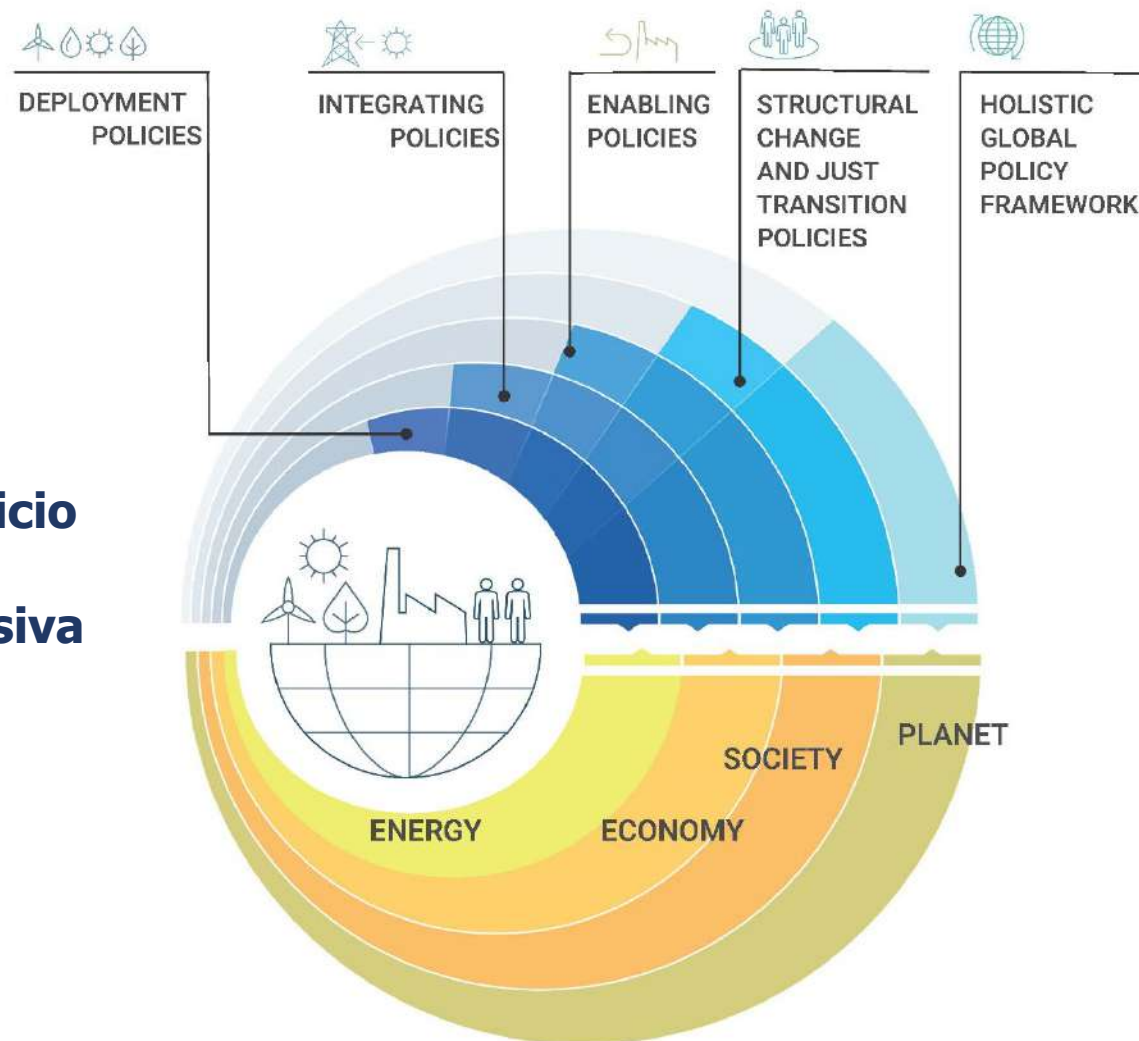 DEPLOYMENT
POLICIES
INTEGRATING
POLICIES
ENABLING
POLICIES
STRUCTURAL
CHANGE
AND JUST
TRANSITION
POLICIES
HOLISTIC
GLOBAL
POLICY
FRAMEWORK
icio
siva
PLANET
SOCIETY
ENERGY
ECONOMY